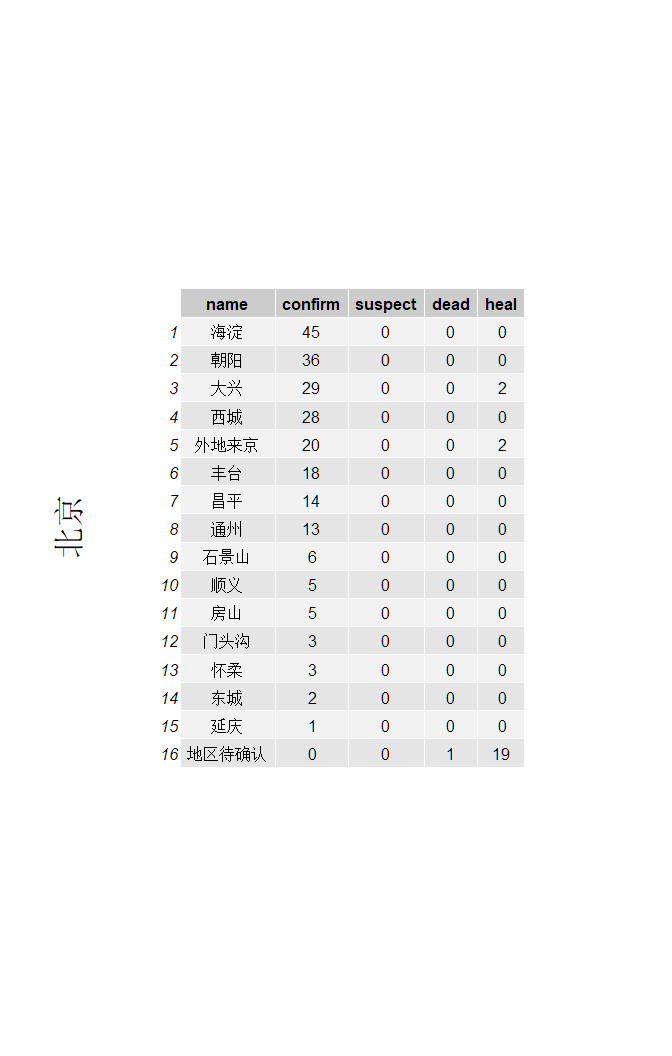 北京
name confirm suspect dead heal
1 海淀 45 0 0 0
2 朝阳 36 0 0 0
3 大兴 29 0 0 2
4 西城 28 0 0 0
5 外地来京 20 0 0 2
6 丰台 18 0 0 0
7 昌平 14 0 0 0
8 通州 13 0 0 0
9 石景山 6 0 0 0
10 顺义 5 0 0 0
11 房山 5 0 0 0
12 门头沟 3 0 0 0
13 怀柔 3 0 0 0
14 东城 2 0 0 0
15 延庆 1 0 0 0
16 地区待确认 0 0 1 19